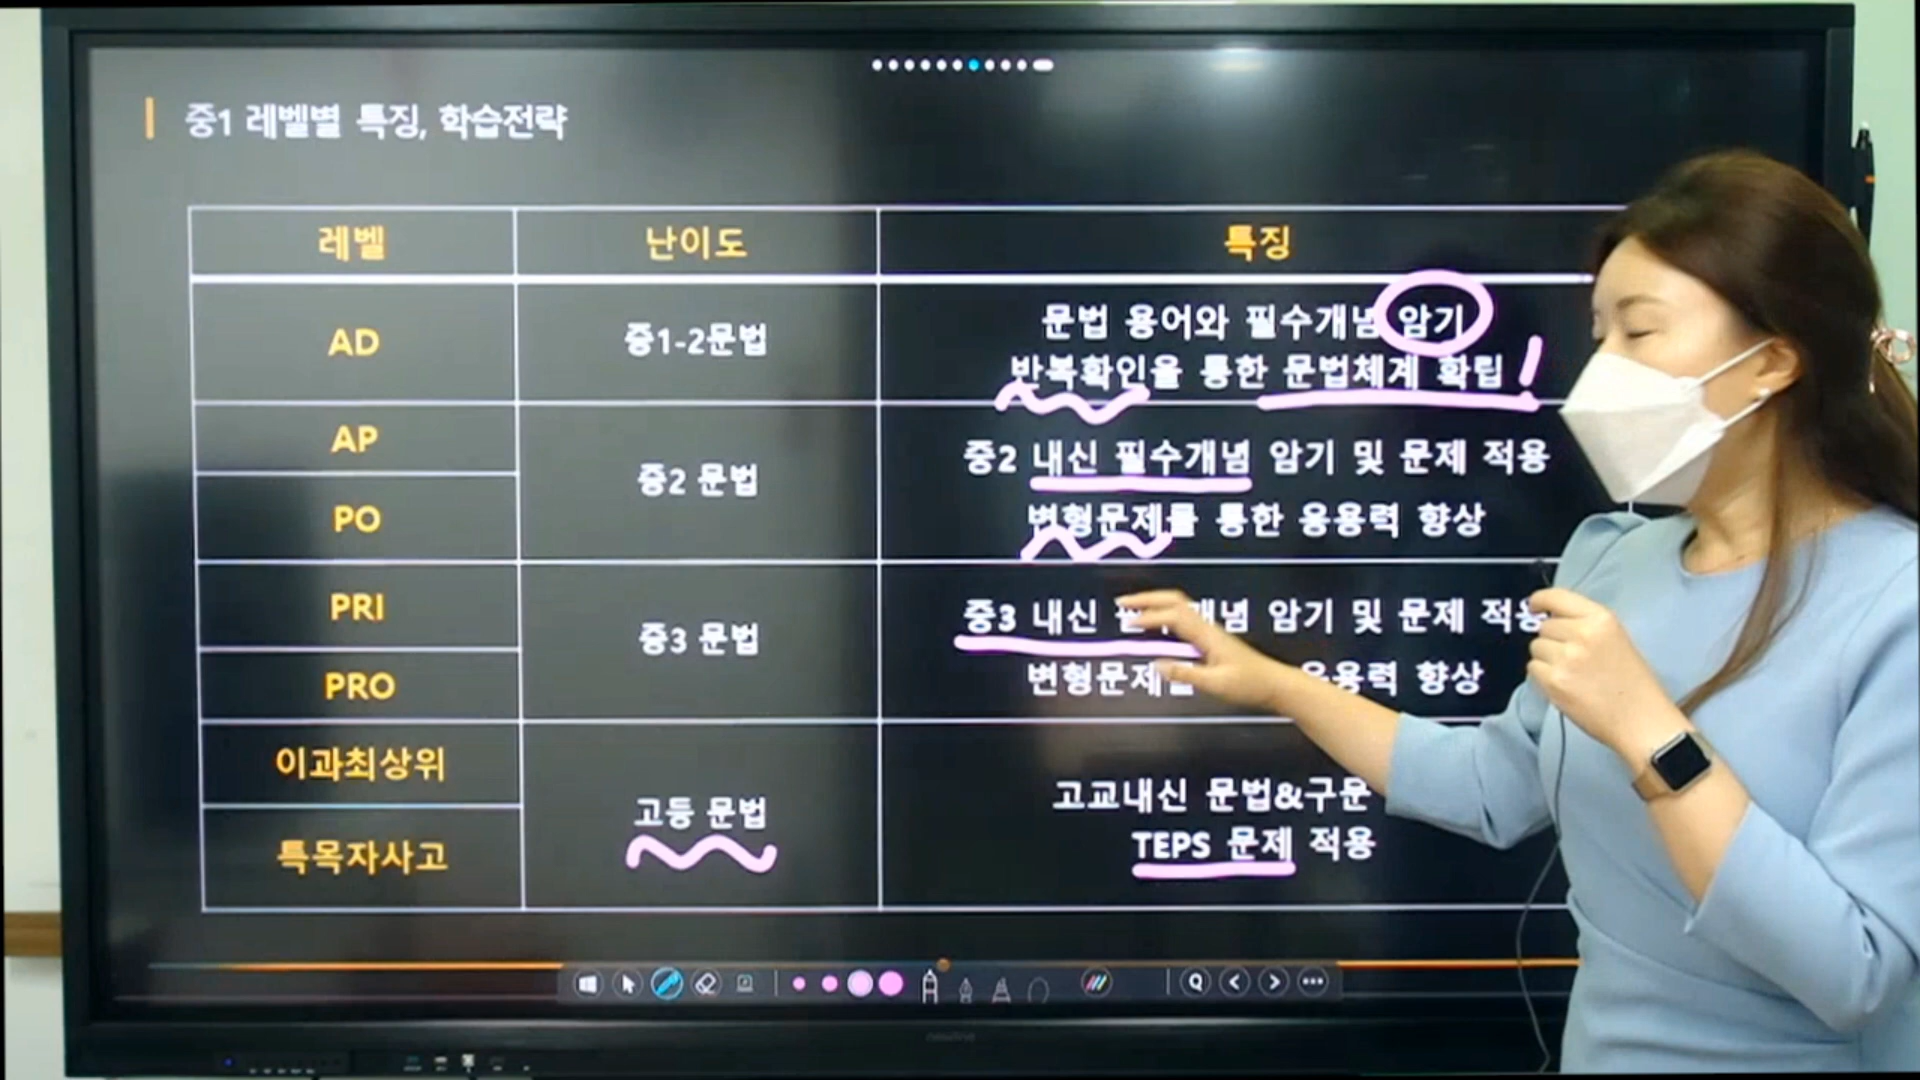 중1 레벨별 특징, 학습전략
레벨 난이도 특징
AD 중1-2문법 문법 용어와 필수개념 암기
반복확인을 통한 문법체계 확립!
AP 중2 문법 중2 내신 필수개념 암기 및 문제 적용
PO 변형문제를 통한 응용력 향상
PRI 중3 문법 중3 내신 필수개념 암기 및 문제 적용
PRO 변형문제를 응용력 향상
이과최상위 고등 문법 고교내신 문법&구문
특목자사고 TEPS 문제 적용